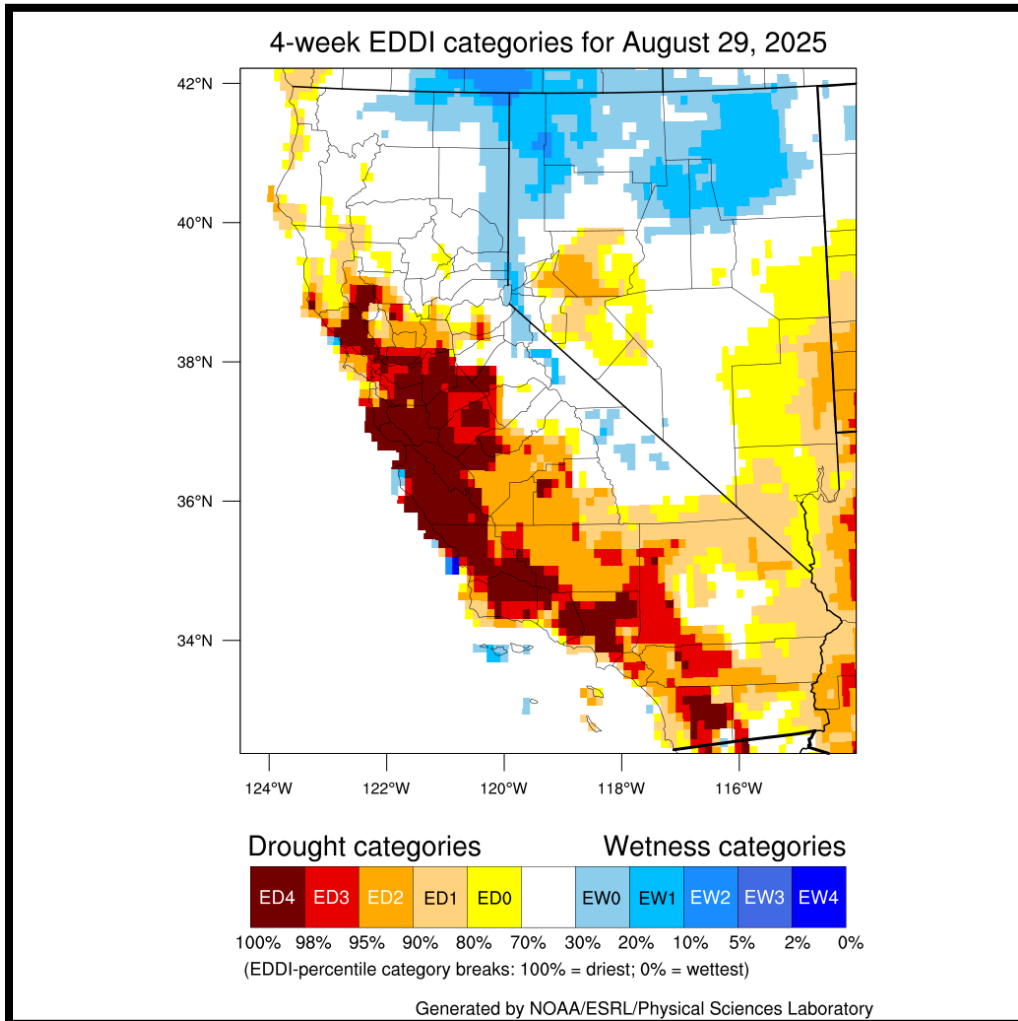 4-week EDDI categories for August 29, 2025
42°N
40°N
38°N
36°N
34°N
124°W 122°W 120°W 118°W 116°W
Drought categories Wetness categories
ED4 ED3 ED2 ED1 ED0 EW0 EW1 EW2 EW3 EW4
100% 98% 95% 90% 80% 70% 30% 20% 10% 5% 2% 0%
(EDDI-percentile category breaks: 100% = driest; 0% = wettest)
Generated by NOAA/ESRL/Physical Sciences Laboratory